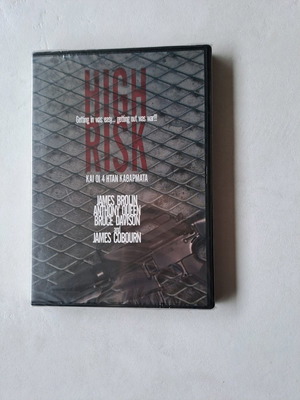 HIGH
Getting in was easy... getting out was war!!!
RISK
ΚΑΙ ΟΙ 4 ΗΤΑΝ ΚΑΘΑΡΜΑΤΑ
JAMES BROLIN
ANTHONY QUEEN
BRUCE DAVISON
AND
JAMES COBOURN